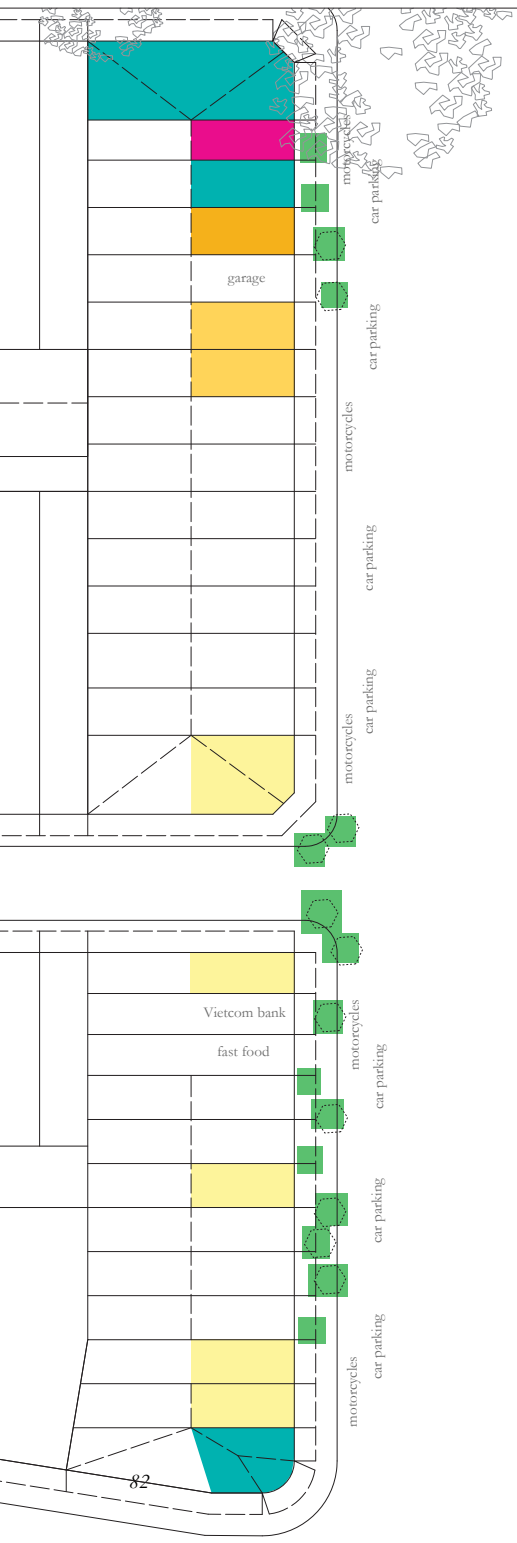 motorcycles
car parking
garage
car parking
motorcycles
car parking
car parking
motorcycles
Vietcom bank
motorcycles
fast food
car parking
car parking
car parking
motorcycles
82